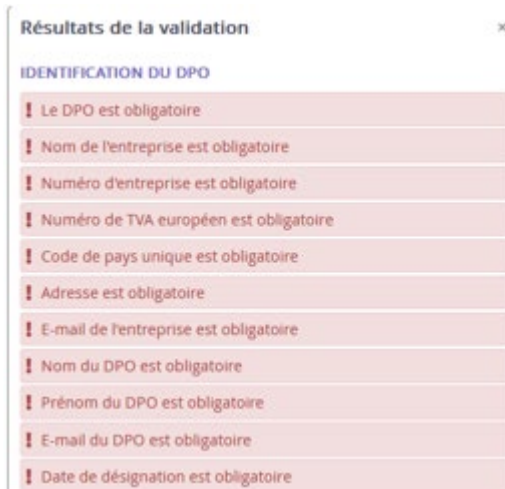 Résultats de la validation
×
IDENTIFICATION DU DPO
! Le DPO est obligatoire
! Nom de l'entreprise est obligatoire
! Numéro d'entreprise est obligatoire
! Numéro de TVA européen est obligatoire
! Code de pays unique est obligatoire
! Adresse est obligatoire
! E-mail de l'entreprise est obligatoire
! Nom du DPO est obligatoire
! Prénom du DPO est obligatoire
! E-mail du DPO est obligatoire
! Date de désignation est obligatoire